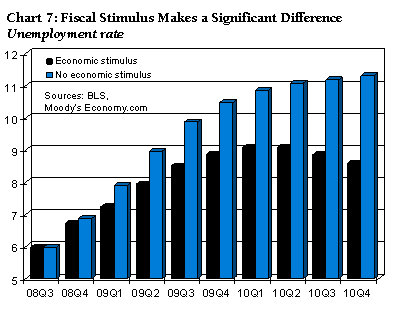 Chart 7: Fiscal Stimulus Makes a Significant Difference
Unemployment rate
12
Economic stimulus
No economic stimulus
11
Sources: BLS,
Moody's Economy.com
10
9
8
7
6
5
08Q3 08Q4 09Q1 09Q2 09Q3 09Q4 10Q1 10Q2 10Q3 10Q4